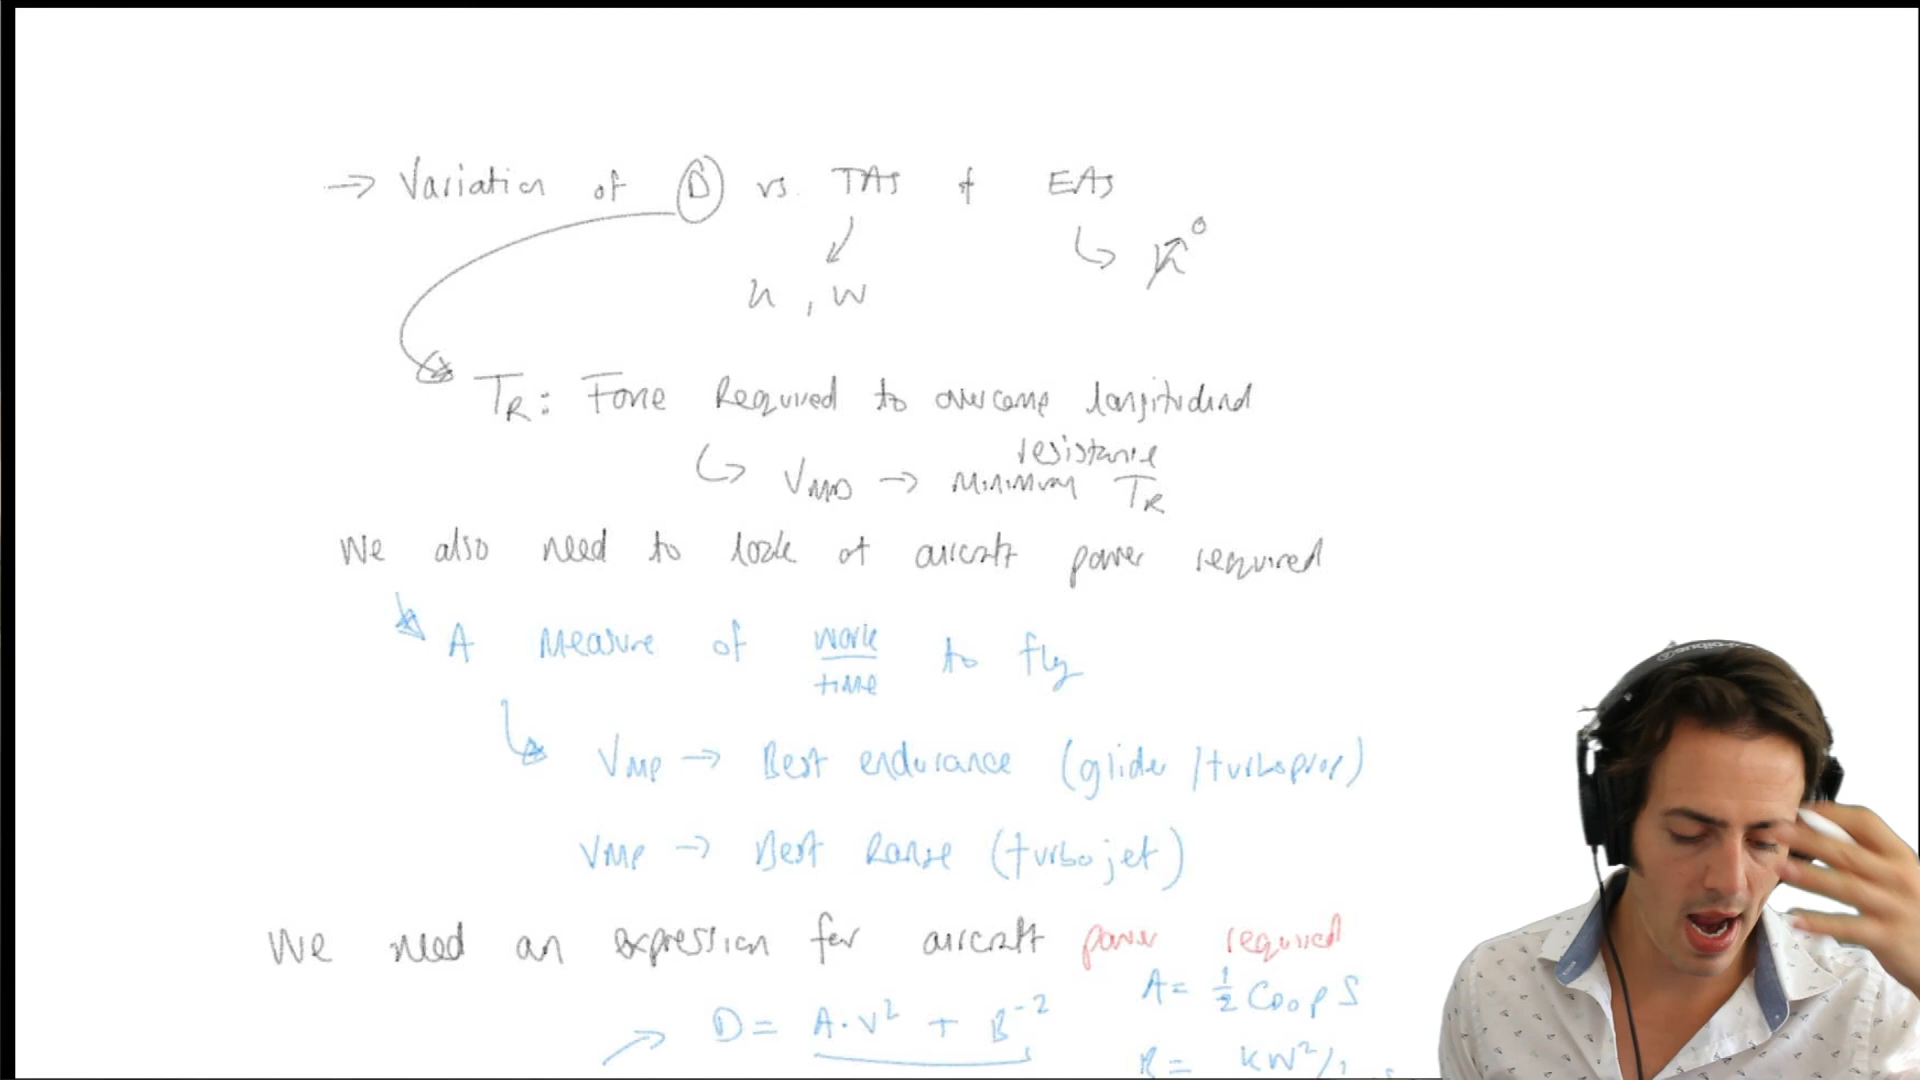 → Variation of D vs. TAS & EAS
h, W
h 0
T_R: Force Required to overcome longitudinal
resistance
↳ V_MD → minimum T_R
We also need to look at aircraft power required
A measure of work/time to fly
V_MP → Best endurance (glider/turboprop)
V_MP → Best Range (turbojet)
We need an expression for aircraft power required
A = 1/2 C_D0 ρ S
D = A·V² + B⁻²
B = KW²/